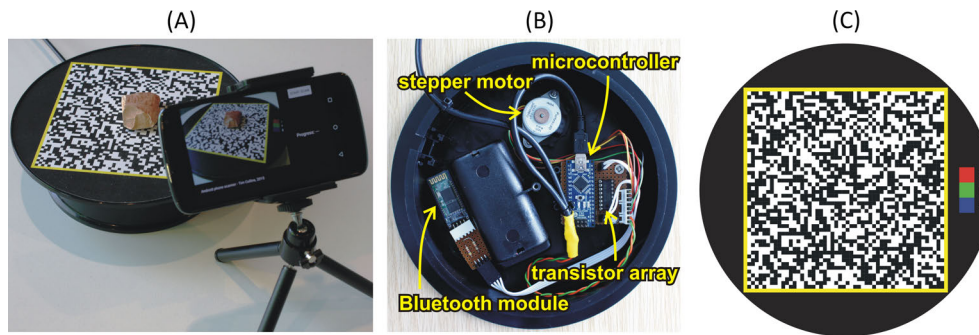 (A)
(B)
(C)
microcontroller
stepper motor
Progress: --
transistor array
Bluetooth module